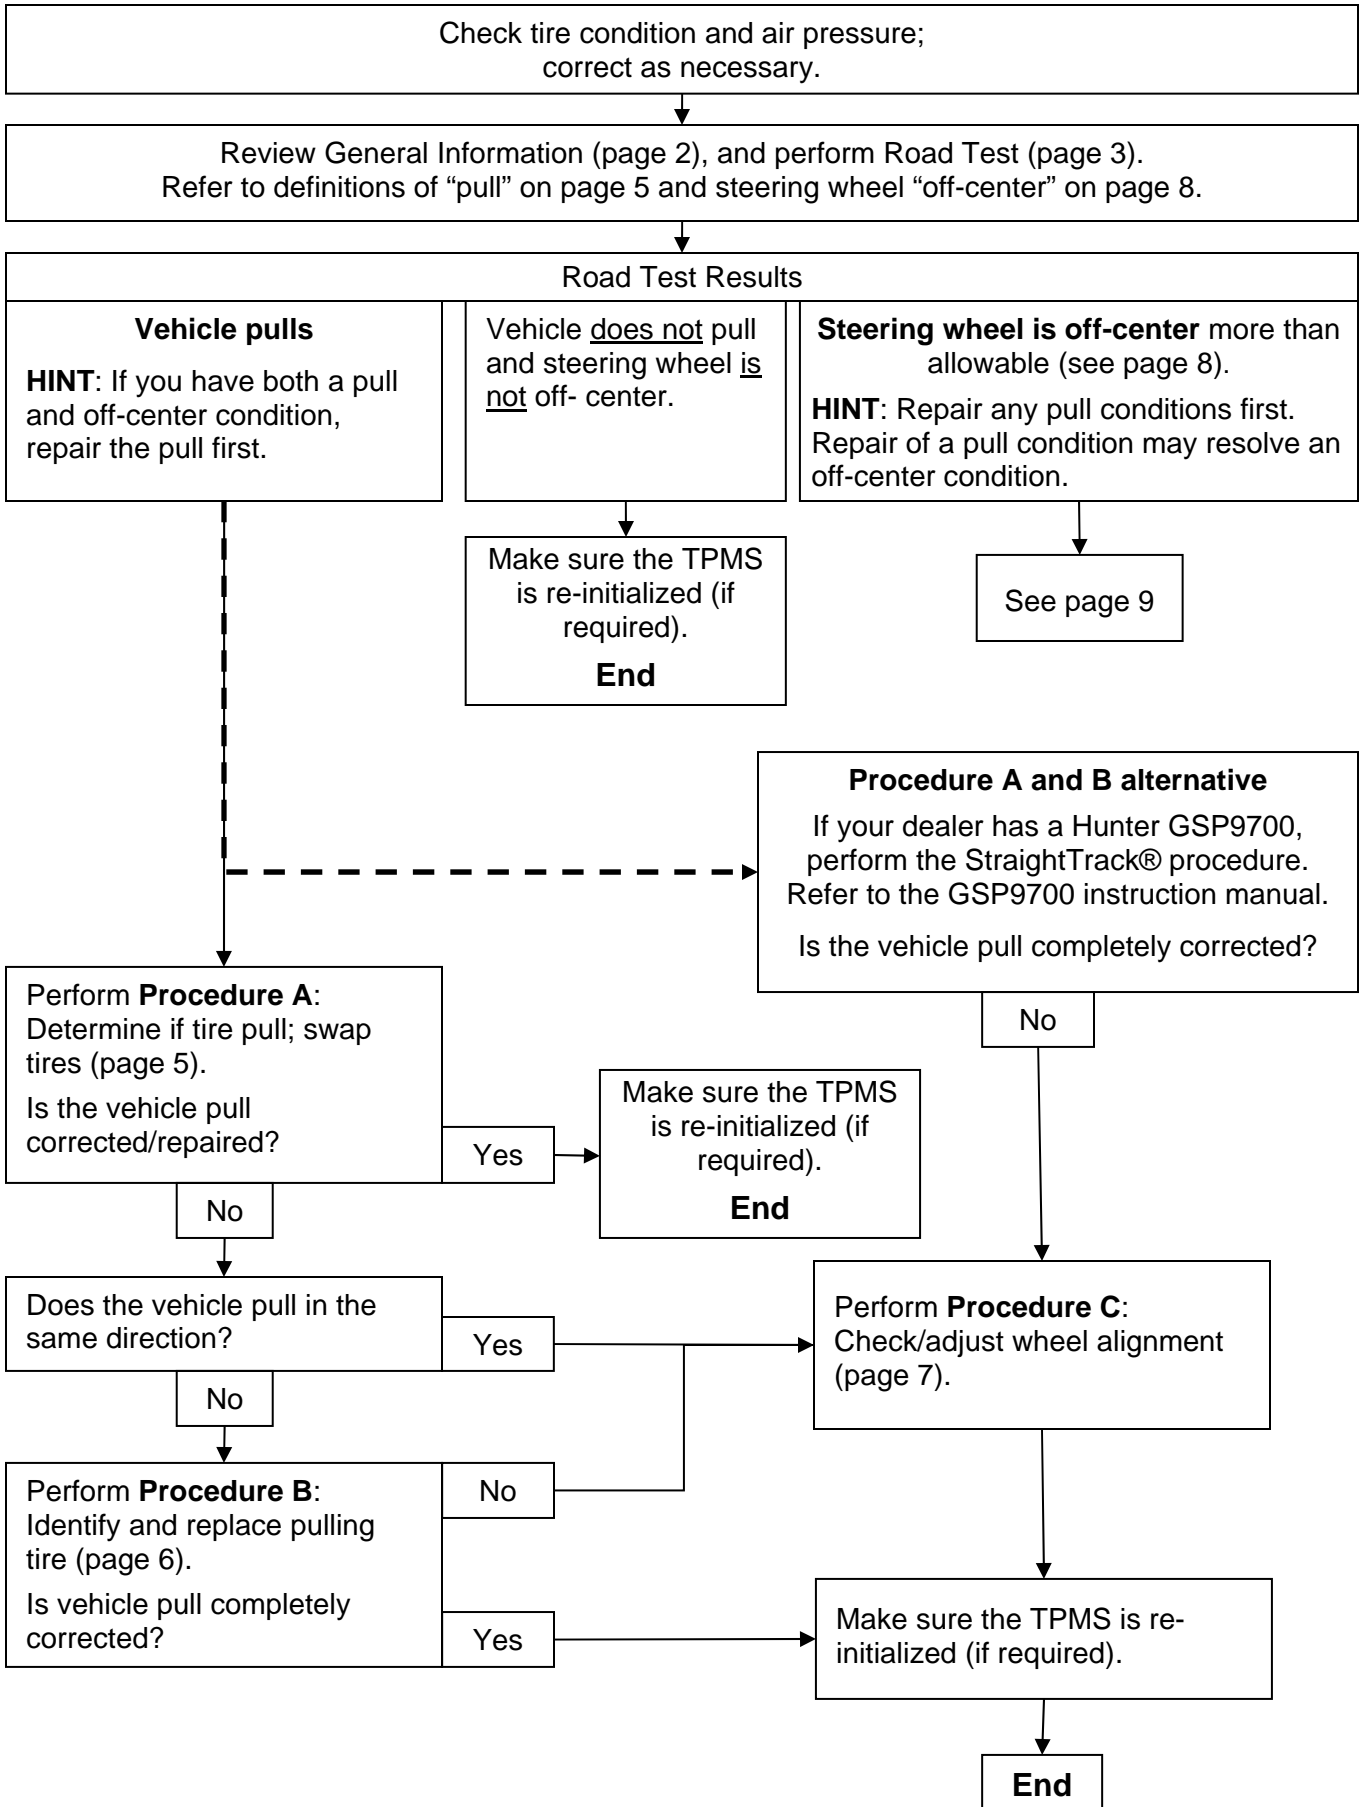 Check tire condition and air pressure;
correct as necessary.
Review General Information (page 2), and perform Road Test (page 3).
Refer to definitions of “pull” on page 5 and steering wheel “off-center” on page 8.
Road Test Results
Vehicle pulls
HINT: If you have both a pull
and off-center condition,
repair the pull first.
Vehicle does not pull
and steering wheel is
not off- center.
Steering wheel is off-center more than
allowable (see page 8).
HINT: Repair any pull conditions first.
Repair of a pull condition may resolve an
off-center condition.
Make sure the TPMS
is re-initialized (if
required).
End
See page 9
Procedure A and B alternative
If your dealer has a Hunter GSP9700,
perform the StraightTrack® procedure.
Refer to the GSP9700 instruction manual.
Is the vehicle pull completely corrected?
No
Perform Procedure A:
Determine if tire pull; swap
tires (page 5).
Is the vehicle pull
corrected/repaired?
Yes
Make sure the TPMS
is re-initialized (if
required).
End
No
Does the vehicle pull in the
same direction?
Yes
No
Perform Procedure C:
Check/adjust wheel alignment
(page 7).
Perform Procedure B:
Identify and replace pulling
tire (page 6).
Is vehicle pull completely
corrected?
No
Yes
Make sure the TPMS is re-
initialized (if required).
End